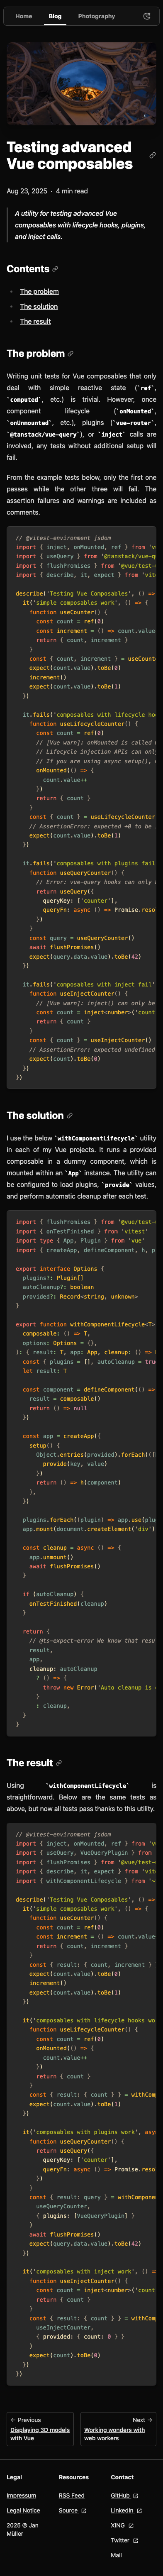 Home Blog Photography
Testing advanced
Vue composables
Aug 23, 2025 · 4 min read
A utility for testing advanced Vue
composables with lifecycle hooks, plugins,
and inject calls.
Contents
The problem
The solution
The result
The problem
Writing unit tests for Vue composables that only
deal with simple reactive state (`ref`,
`computed`, etc.) is trivial. However, once
component lifecycle (`onMounted`,
`onUnmounted`, etc.), plugins (`vue-router`,
`@tanstack/vue-query`), or `inject` calls are
involved, any tests without additional setup will
fail.
From the example tests below, only the first one
passes while the other three will fail. The
assertion failures and warnings are included as
comments.
// @vitest-environment jsdom
import { inject, onMounted, ref } from 'v
import { useQuery } from '@tanstack/vue-q
import { flushPromises } from '@vue/test-
import { describe, it, expect } from 'vit
describe('Testing Vue Composables', () =>
it('simple composables work', () => {
function useCounter() {
const count = ref(0)
const increment = () => count.value
return { count, increment }
}
const { count, increment } = useCount
expect(count.value).toBe(0)
increment()
expect(count.value).toBe(1)
})
it.fails('composables with lifecycle hoo
function useLifecycleCounter() {
const count = ref(0)
// [Vue warn]: onMounted is called
// Lifecycle injection APIs can onl
// If you are using async setup(),
onMounted(() => {
count.value++
})
return { count }
}
const { count } = useLifecycleCounter
// AssertionError: expected +0 to be
expect(count.value).toBe(1)
})
it.fails('composables with plugins fail
function useQueryCounter() {
// Error: vue-query hooks can only
return useQuery({
queryKey: ['counter'],
queryFn: async () => Promise.reso
})
}
const query = useQueryCounter()
await flushPromises()
expect(query.data.value).toBe(42)
})
it.fails('composables with inject fail'
function useInjectCounter() {
// [Vue warn]: inject() can only be
const count = inject<number>('count
return { count }
}
const { count } = useInjectCounter()
// AssertionError: expected undefined
expect(count).toBe(0)
})
})
The solution
I use the below `withComponentLifecycle` utility
in each of my Vue projects. It runs a given
composable in a dummy component, which is
mounted within an `App` instance. The utility can
be configured to load plugins, `provide` values,
and perform automatic cleanup after each test.
import { flushPromises } from '@vue/test-
import { onTestFinished } from 'vitest'
import type { App, Plugin } from 'vue'
import { createApp, defineComponent, h, p
export interface Options {
plugins?: Plugin[]
autoCleanup?: boolean
provided?: Record<string, unknown>
}
export function withComponentLifecycle<T>
composable: () => T,
options: Options = {},
): { result: T, app: App, cleanup: () =>
const { plugins = [], autoCleanup = tru
let result: T
const component = defineComponent(() =>
result = composable()
return () => null
})
const app = createApp({
setup() {
Object.entries(provided).forEach(([
provide(key, value)
})
return () => h(component)
},
})
plugins.forEach((plugin) => app.use(plu
app.mount(document.createElement('div')
const cleanup = async () => {
app.unmount()
await flushPromises()
}
if (autoCleanup) {
onTestFinished(cleanup)
}
return {
// @ts-expect-error We know that resu
result,
app,
cleanup: autoCleanup
? () => {
throw new Error('Auto cleanup is
}
: cleanup,
}
}
The result
Using `withComponentLifecycle` is
straightforward. Below are the same tests as
above, but now all tests pass thanks to this utility.
// @vitest-environment jsdom
import { inject, onMounted, ref } from 'v
import { useQuery, VueQueryPlugin } from
import { flushPromises } from '@vue/test-
import { describe, it, expect } from 'vit
import { withComponentLifecycle } from '~
describe('Testing Vue Composables', () =>
it('simple composables work', () => {
function useCounter() {
const count = ref(0)
const increment = () => count.value
return { count, increment }
}
const { result: { count, increment }
expect(count.value).toBe(0)
increment()
expect(count.value).toBe(1)
})
it('composables with lifecycle hooks wo
function useLifecycleCounter() {
const count = ref(0)
onMounted(() => {
count.value++
})
return { count }
}
const { result: { count } } = withComp
expect(count.value).toBe(1)
})
it('composables with plugins work', asy
function useQueryCounter() {
return useQuery({
queryKey: ['counter'],
queryFn: async () => Promise.reso
})
}
const { result: query } = withCompone
useQueryCounter,
{ plugins: [VueQueryPlugin] }
)
await flushPromises()
expect(query.data.value).toBe(42)
})
it('composables with inject work', () =
function useInjectCounter() {
const count = inject<number>('count
return { count }
}
const { result: { count } } = withCom
useInjectCounter,
{ provided: { count: 0 } }
)
expect(count).toBe(0)
})
})
← Previous
Displaying 3D models
with Vue
Next →
Working wonders with
web workers
Legal
Impressum
Legal Notice
2025 © Jan
Müller
Resources
RSS Feed
Source
Contact
GitHub
LinkedIn
XING
Twitter
Mail